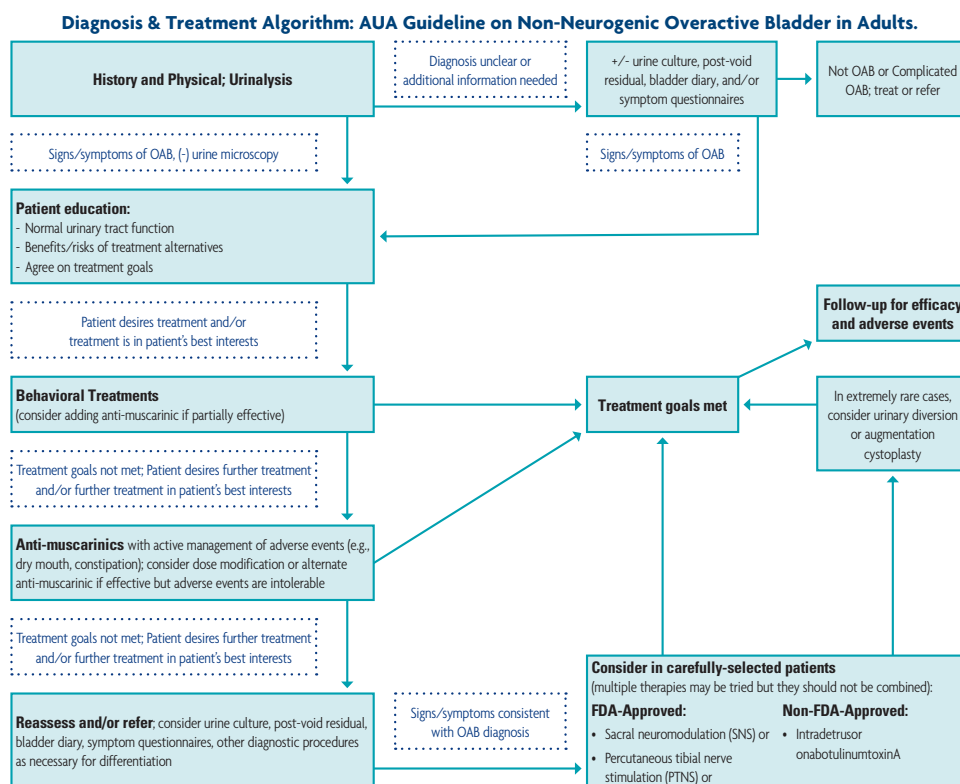 Diagnosis & Treatment Algorithm: AUA Guideline on Non-Neurogenic Overactive Bladder in Adults.
History and Physical; Urinalysis
Diagnosis unclear or
additional information needed
+/- urine culture, post-void
residual, bladder diary, and/or
symptom questionnaires
Not OAB or Complicated
OAB; treat or refer
Signs/symptoms of OAB, (-) urine microscopy
Signs/symptoms of OAB
Patient education:
- Normal urinary tract function
- Benefits/risks of treatment alternatives
- Agree on treatment goals
Patient desires treatment and/or
treatment is in patient's best interests
Follow-up for efficacy
and adverse events
Behavioral Treatments
(consider adding anti-muscarinic if partially effective)
Treatment goals met
In extremely rare cases,
consider urinary diversion
or augmentation
cystoplasty
Treatment goals not met; Patient desires further treatment
and/or further treatment in patient's best interests
Anti-muscarinics with active management of adverse events (e.g.,
dry mouth, constipation); consider dose modification or alternate
anti-muscarinic if effective but adverse events are intolerable
Treatment goals not met; Patient desires further treatment
and/or further treatment in patient's best interests
Reassess and/or refer; consider urine culture, post-void residual,
bladder diary, symptom questionnaires, other diagnostic procedures
as necessary for differentiation
Signs/symptoms consistent
with OAB diagnosis
Consider in carefully-selected patients
(multiple therapies may be tried but they should not be combined):
FDA-Approved:
• Sacral neuromodulation (SNS) or
• Percutaneous tibial nerve
stimulation (PTNS) or
Non-FDA-Approved:
• Intradetrusor
onabotulinumtoxinA